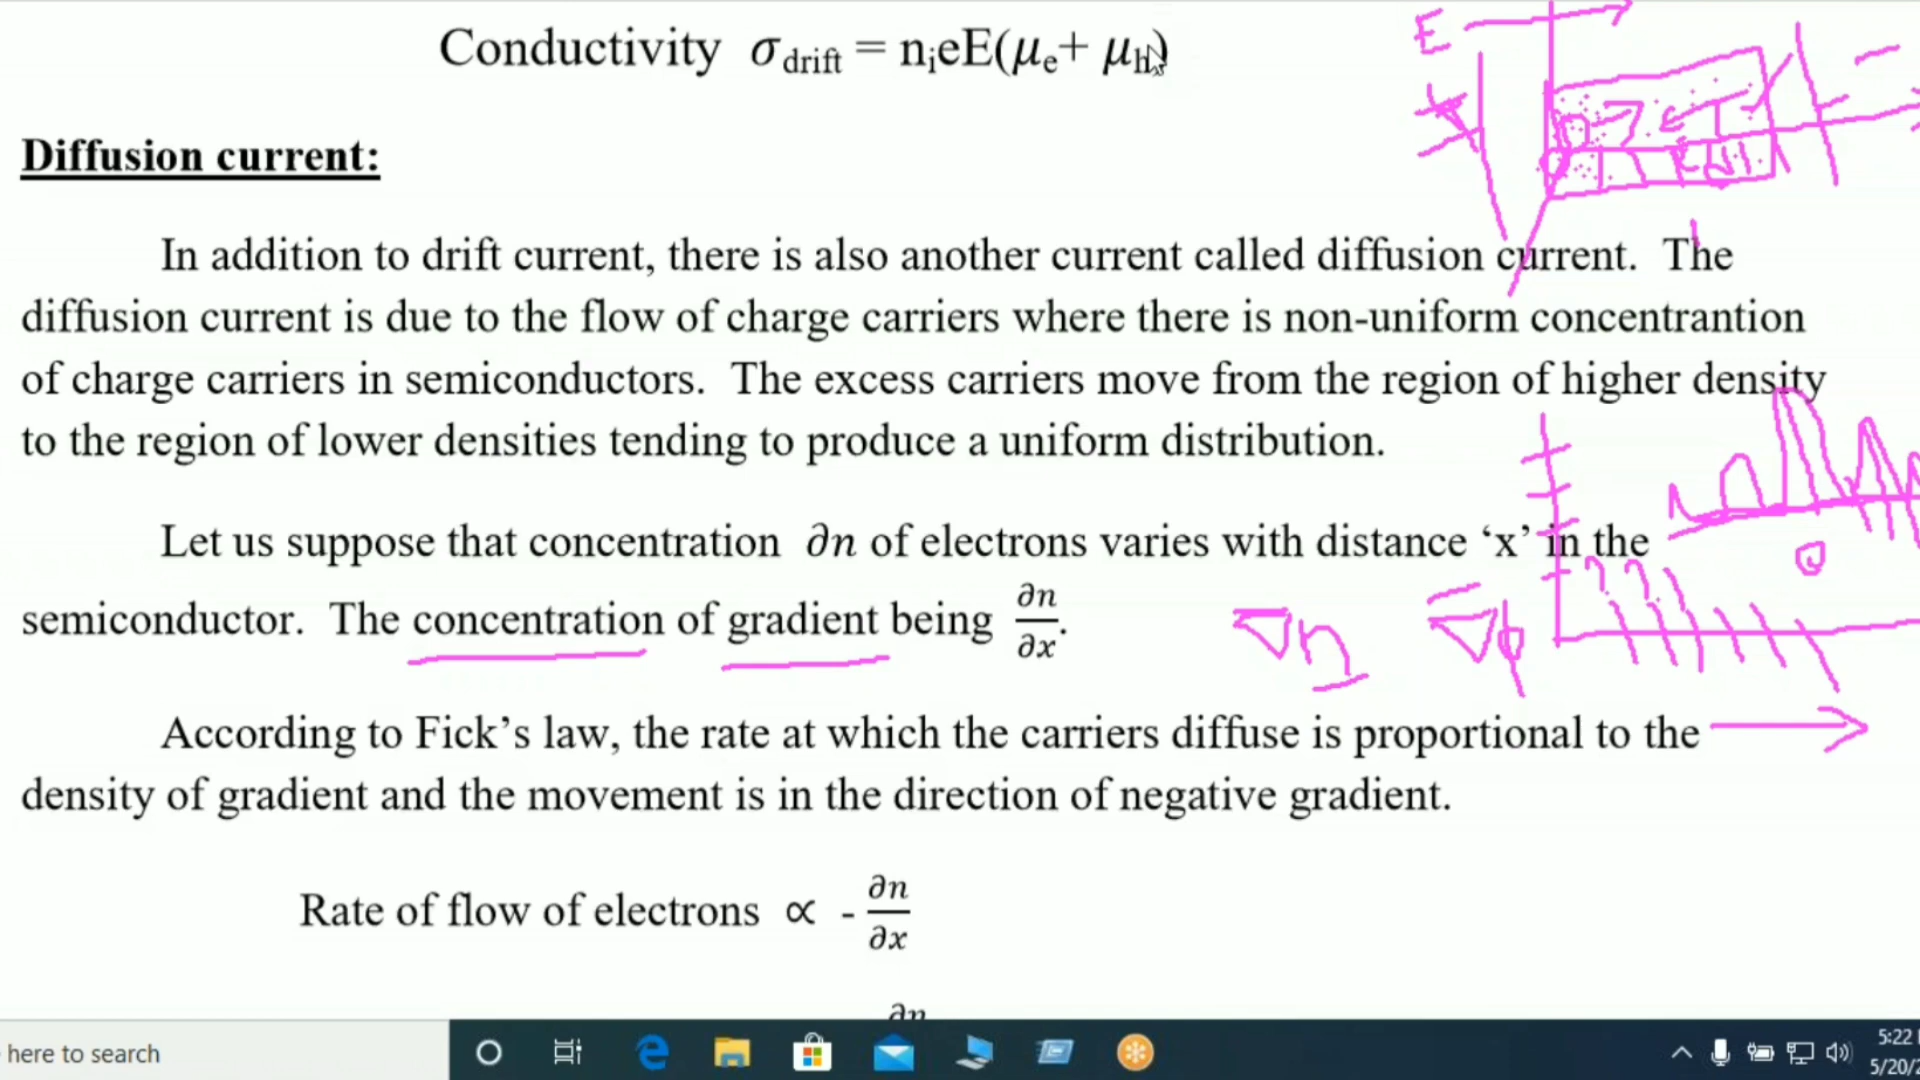 Conductivity σ drift = nᵢeE(μₑ+ μₕ)
E
Diffusion current:
In addition to drift current, there is also another current called diffusion current. The
diffusion current is due to the flow of charge carriers where there is non-uniform concentrantion
of charge carriers in semiconductors. The excess carriers move from the region of higher density
to the region of lower densities tending to produce a uniform distribution.
Let us suppose that concentration ∂n of electrons varies with distance ‘x’ in the
semiconductor. The concentration of gradient being ∂n/∂x.
∇n ∇p
According to Fick’s law, the rate at which the carriers diffuse is proportional to the
density of gradient and the movement is in the direction of negative gradient.
Rate of flow of electrons ∝ - ∂n/∂x
∂n
here to search
5:22
5/20/2